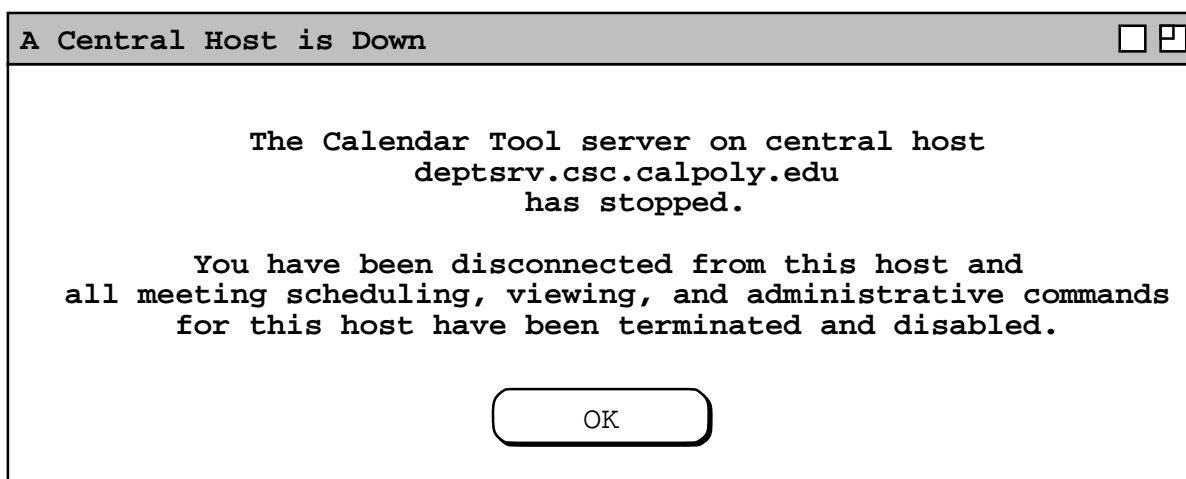 A Central Host is Down
The Calendar Tool server on central host
deptsrv.csc.calpoly.edu
has stopped.
You have been disconnected from this host and
all meeting scheduling, viewing, and administrative commands
for this host have been terminated and disabled.
OK